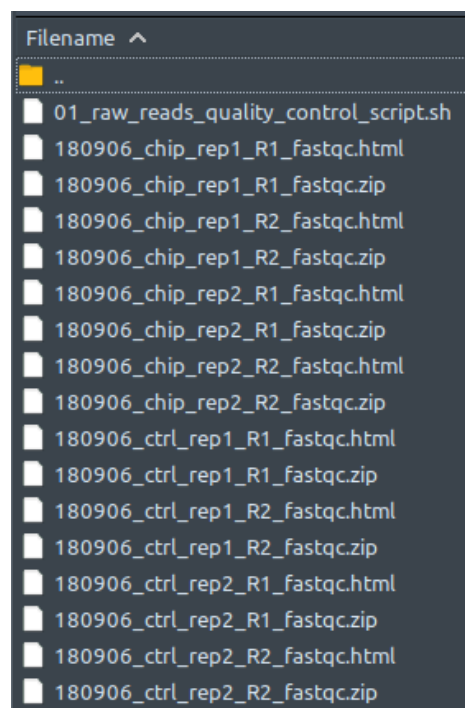 Filename
..
01_raw_reads_quality_control_script.sh
180906_chip_rep1_R1_fastqc.html
180906_chip_rep1_R1_fastqc.zip
180906_chip_rep1_R2_fastqc.html
180906_chip_rep1_R2_fastqc.zip
180906_chip_rep2_R1_fastqc.html
180906_chip_rep2_R1_fastqc.zip
180906_chip_rep2_R2_fastqc.html
180906_chip_rep2_R2_fastqc.zip
180906_ctrl_rep1_R1_fastqc.html
180906_ctrl_rep1_R1_fastqc.zip
180906_ctrl_rep1_R2_fastqc.html
180906_ctrl_rep1_R2_fastqc.zip
180906_ctrl_rep2_R1_fastqc.html
180906_ctrl_rep2_R1_fastqc.zip
180906_ctrl_rep2_R2_fastqc.html
180906_ctrl_rep2_R2_fastqc.zip